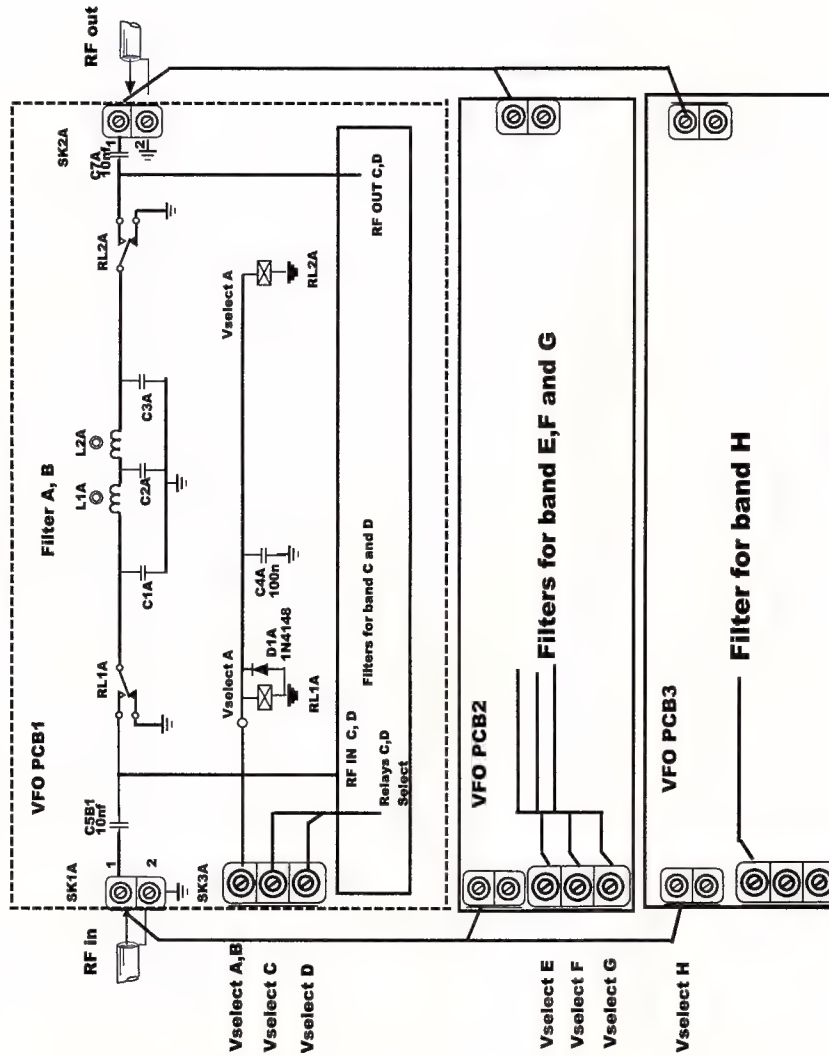 RF in
RF out
SK1A
1
2
C5B1
10nf
VFO PCB1
RL1A
C1A
Filter A, B
L1A
C2A
L2A
C3A
RL2A
C7A
10nf
1
2
SK2A
SK3A
Vselect A
D1A
1N4148
RL1A
C4A
100n
Vselect A
RL2A
RF IN C, D
Relays C,D
Select
Filters for band C and D
RF OUT C,D
Vselect A,B
Vselect C
Vselect D
VFO PCB2
Filters for band E,F and G
Vselect E
Vselect F
Vselect G
VFO PCB3
Filter for band H
Vselect H